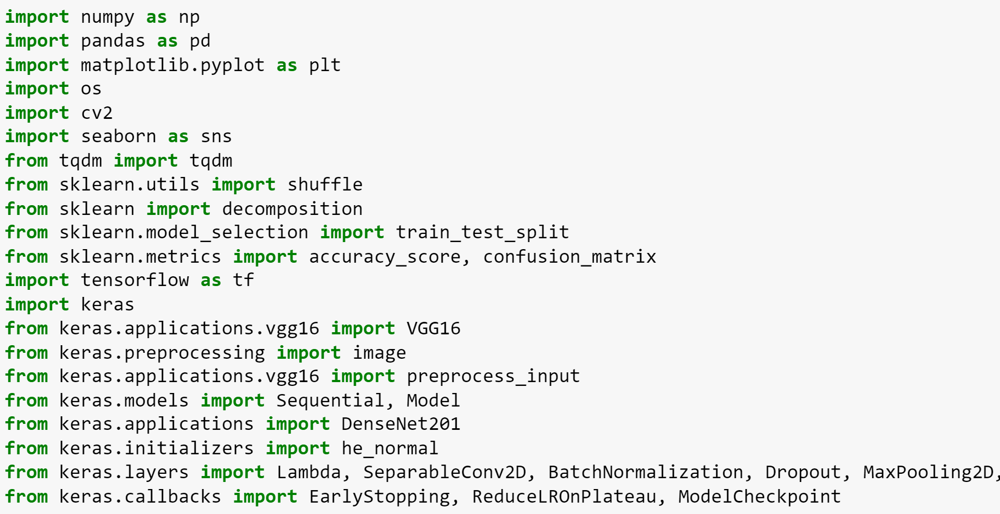 import numpy as np
import pandas as pd
import matplotlib.pyplot as plt
import os
import cv2
import seaborn as sns
from tqdm import tqdm
from sklearn.utils import shuffle
from sklearn import decomposition
from sklearn.model_selection import train_test_split
from sklearn.metrics import accuracy_score, confusion_matrix
import tensorflow as tf
import keras
from keras.applications.vgg16 import VGG16
from keras.preprocessing import image
from keras.applications.vgg16 import preprocess_input
from keras.models import Sequential, Model
from keras.applications import DenseNet201
from keras.initializers import he_normal
from keras.layers import Lambda, SeparableConv2D, BatchNormalization, Dropout, MaxPooling2D,
from keras.callbacks import EarlyStopping, ReduceLROnPlateau, ModelCheckpoint